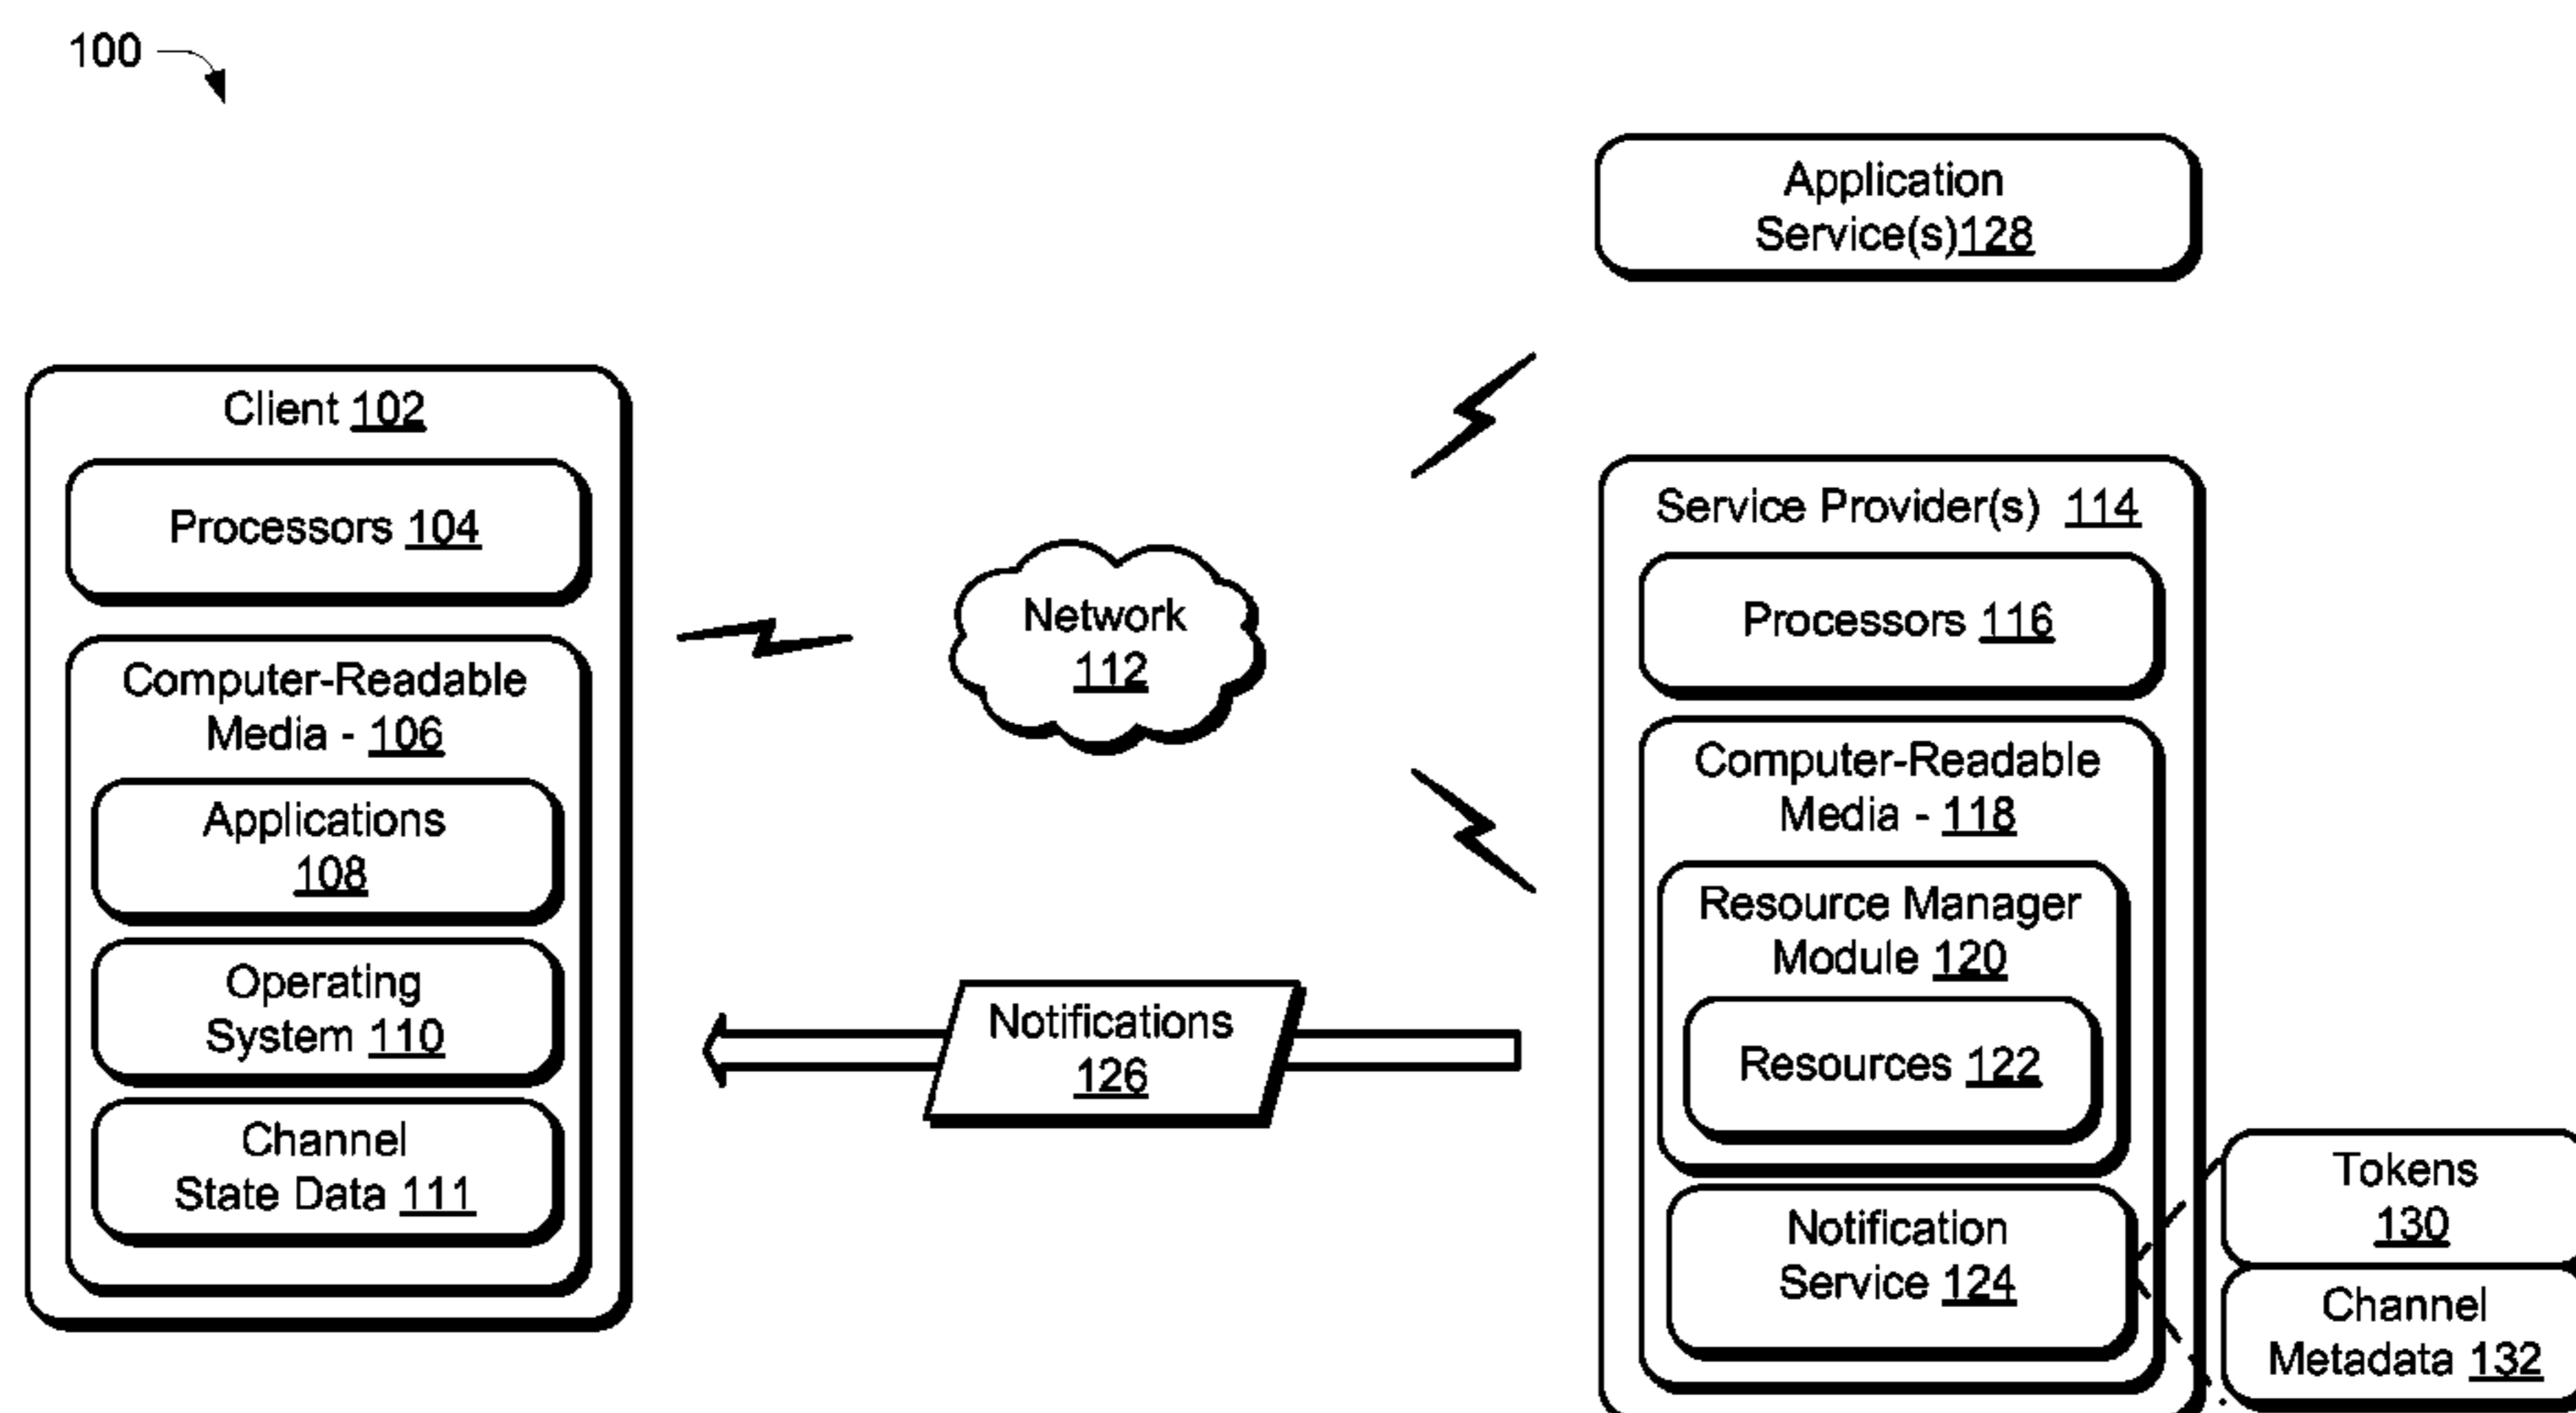 100
Application
Service(s)128
Client 102
Processors 104
Computer-Readable
Media - 106
Applications
108
Operating
System 110
Channel
State Data 111
Network
112
Notifications
126
Service Provider(s) 114
Processors 116
Computer-Readable
Media - 118
Resource Manager
Module 120
Resources 122
Notification
Service 124
Tokens
130
Channel
Metadata 132